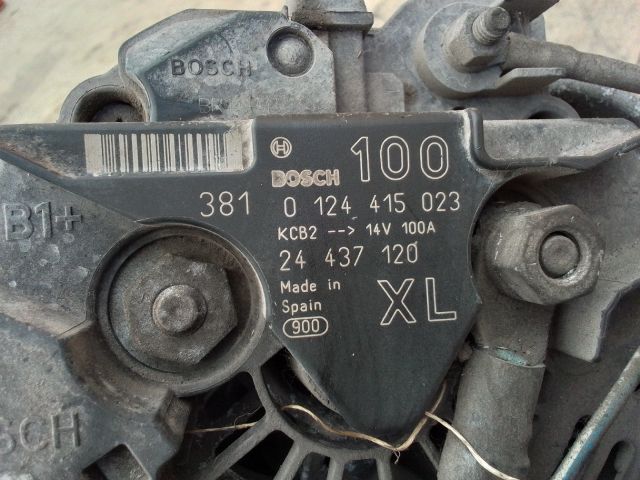 BOSCH
BOSCH 100
381 0 124 415 023
KCB2 --> 14V 100A
24 437 120
Made in
Spain
XL
900
B1+
SCH